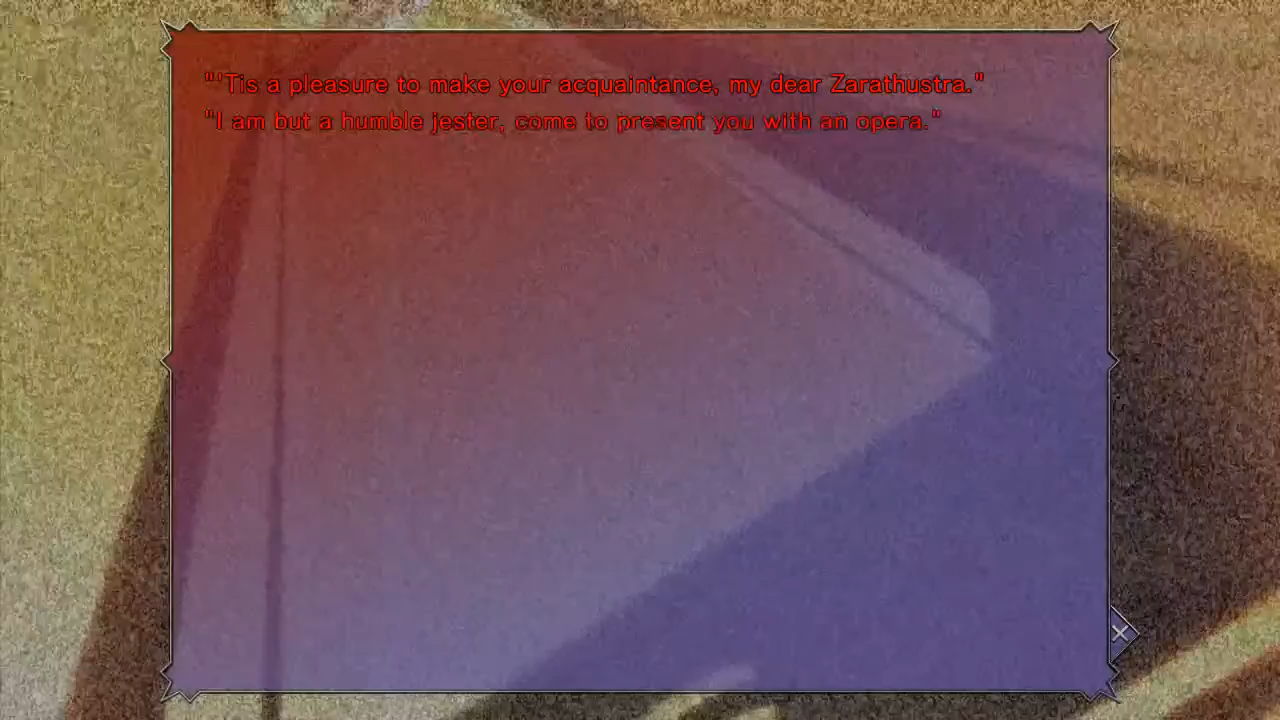 "'Tis a pleasure to make your acquaintance, my dear Zarathustra."
"I am but a humble jester, come to present you with an opera."